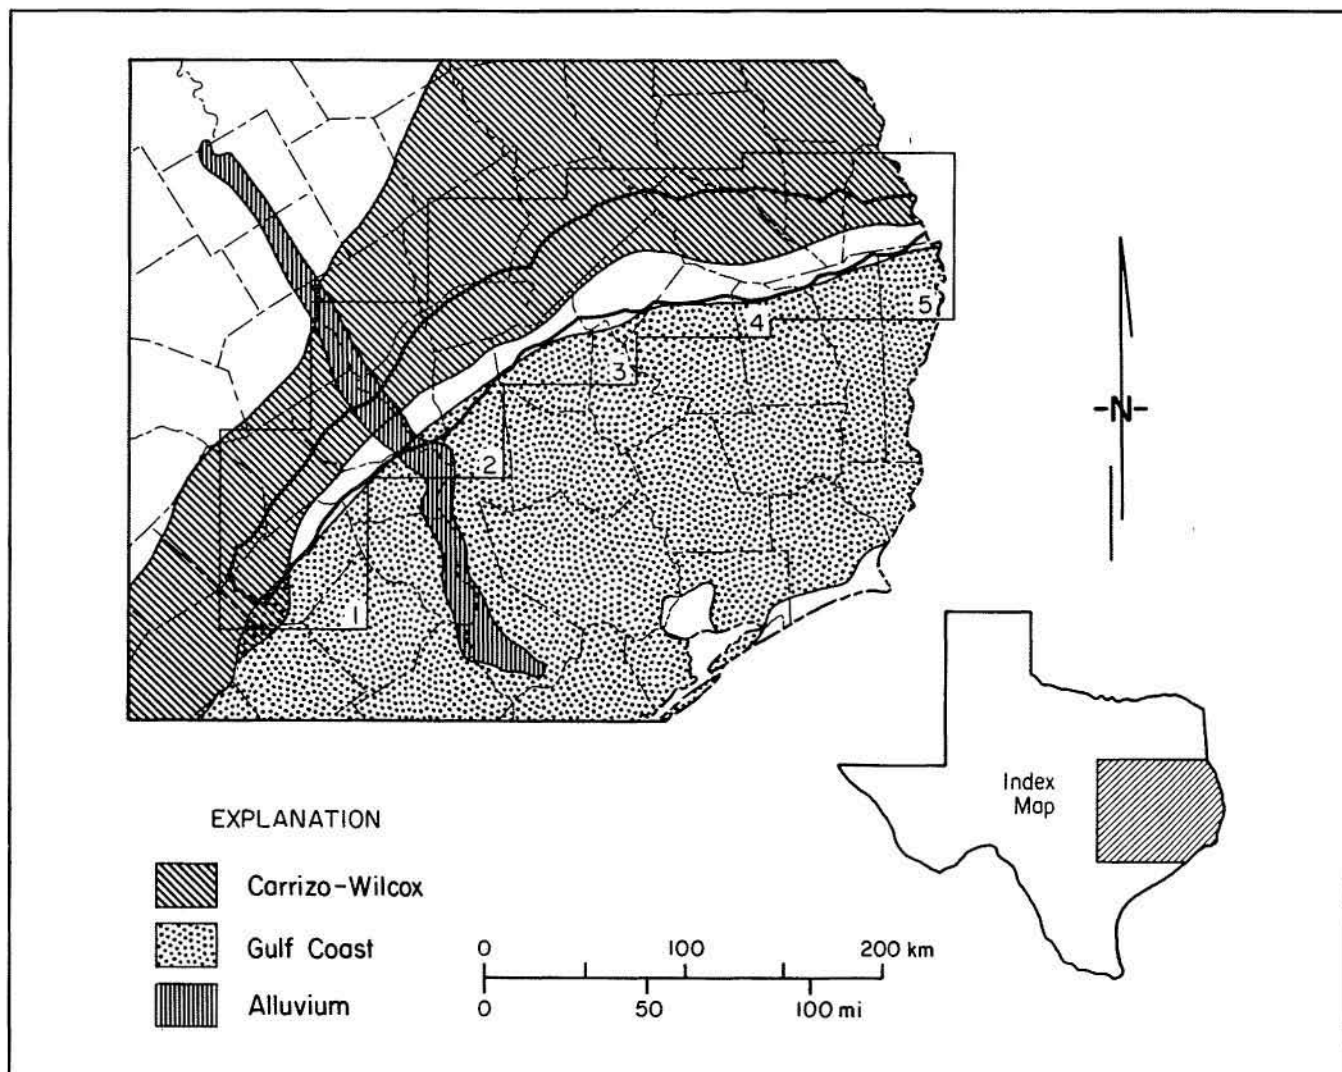 5
4
3
2
1
-N-
Index
Map
EXPLANATION
Carrizo-Wilcox
Gulf Coast
Alluvium
0 100 200 km
0 50 100 mi